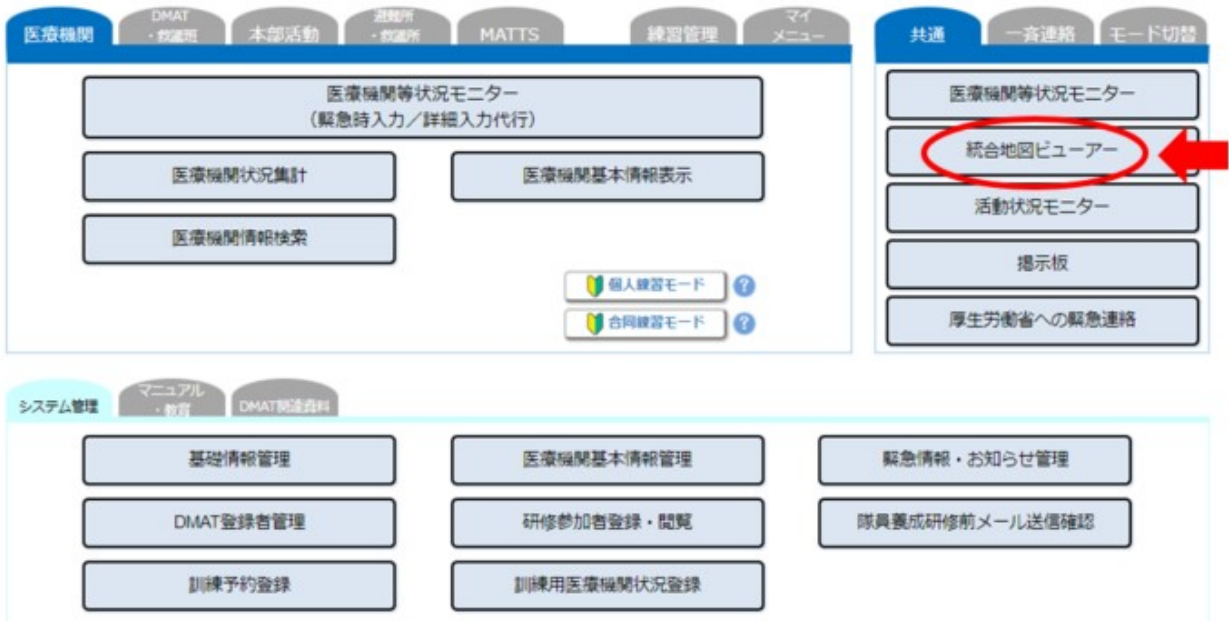 医療機関
DMAT
・救護班
本部活動
避難所
・救護所
MATTS
練習管理
マイ
メニュー
共通
一斉連絡
モード切替
医療機関等状況モニター
(緊急時入力/詳細入力代行)
医療機関状況集計
医療機関基本情報表示
医療機関情報検索
個人練習モード ?
合同練習モード ?
医療機関等状況モニター
統合地図ビューアー
活動状況モニター
掲示板
厚生労働省への緊急連絡
システム管理
マニュアル
・教育
DMAT関連資料
基礎情報管理
医療機関基本情報管理
緊急情報・お知らせ管理
DMAT登録者管理
研修参加者登録・閲覧
隊員養成研修前メール送信確認
訓練予約登録
訓練用医療機関状況登録